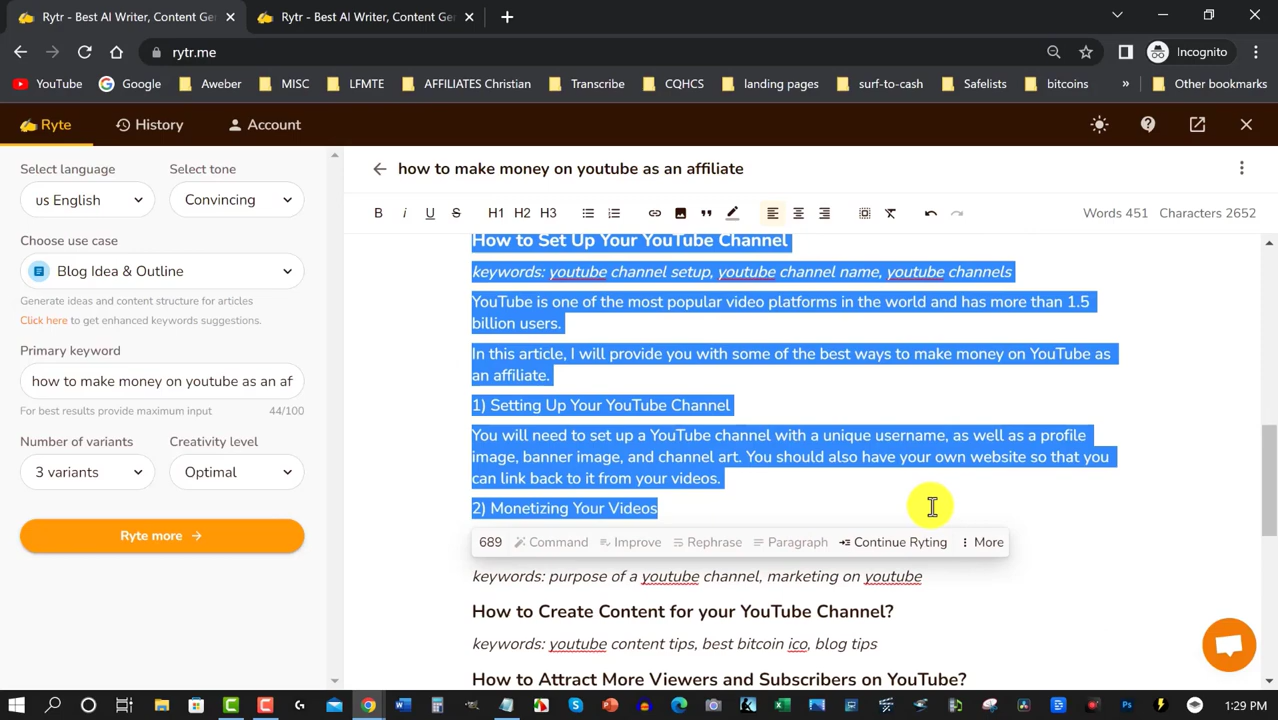 Rytr - Best AI Writer, Content Gen
Rytr - Best AI Writer, Content Gen
rytr.me
Incognito
YouTube
Google
Aweber
MISC
LFMTE
AFFILIATES Christian
Transcribe
CQHCS
landing pages
surf-to-cash
Safelists
bitcoins
»
Other bookmarks
Ryte
History
Account
Select language
Select tone
us English
Convincing
Choose use case
Blog Idea & Outline
Generate ideas and content structure for articles
Click here to get enhanced keywords suggestions.
Primary keyword
how to make money on youtube as an af
For best results provide maximum input
44/100
Number of variants
Creativity level
3 variants
Optimal
Ryte more
how to make money on youtube as an affiliate
B i U S H1 H2 H3
Words 451 Characters 2652
How to Set Up Your YouTube Channel
keywords: youtube channel setup, youtube channel name, youtube channels
YouTube is one of the most popular video platforms in the world and has more than 1.5
billion users.
In this article, I will provide you with some of the best ways to make money on YouTube as
an affiliate.
1) Setting Up Your YouTube Channel
You will need to set up a YouTube channel with a unique username, as well as a profile
image, banner image, and channel art. You should also have your own website so that you
can link back to it from your videos.
2) Monetizing Your Videos
689 Command Improve Rephrase Paragraph Continue Ryting More
keywords: purpose of a youtube channel, marketing on youtube
How to Create Content for your YouTube Channel?
keywords: youtube content tips, best bitcoin ico, blog tips
How to Attract More Viewers and Subscribers on YouTube?
1:29 PM